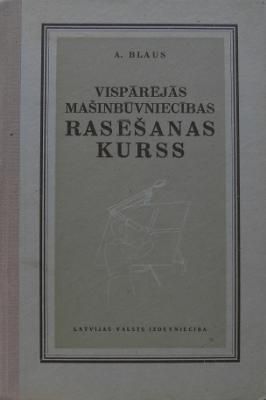 A. BLAUS
VISPĀRĒJĀS
MAŠINBŪVNIECĪBAS
RASĒŠANAS
KURSS
LATVIJAS VALSTS IZDEVNIECĪBA